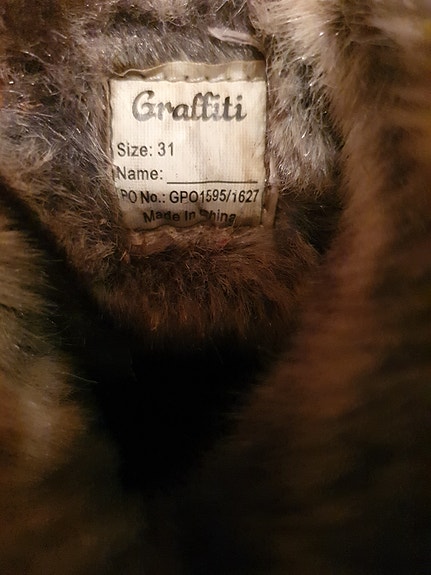 Graffiti
Size: 31
Name:
PO No.: GPO1595/1627
Made In China